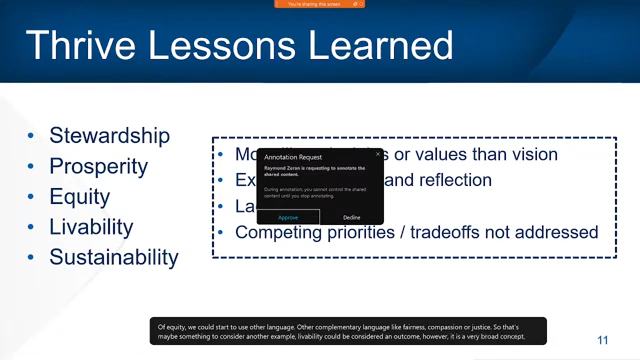 You're sharing this screen
Thrive Lessons Learned
• Stewardship
• Prosperity
• Equity
• Livability
• Sustainability
• Mo or values than vision
• Ex and reflection
• La
• Competing priorities / tradeoffs not addressed
Annotation Request
Raymond Zeran is requesting to annotate the
shared content.
During annotation, you cannot control the shared
content until you stop annotating.
Approve Decline
Of equity, we could start to use other language. Other complementary language like fairness, compassion or justice. So that's
maybe something to consider another example, livability could be considered an outcome, however, it is a very broad concept,
11